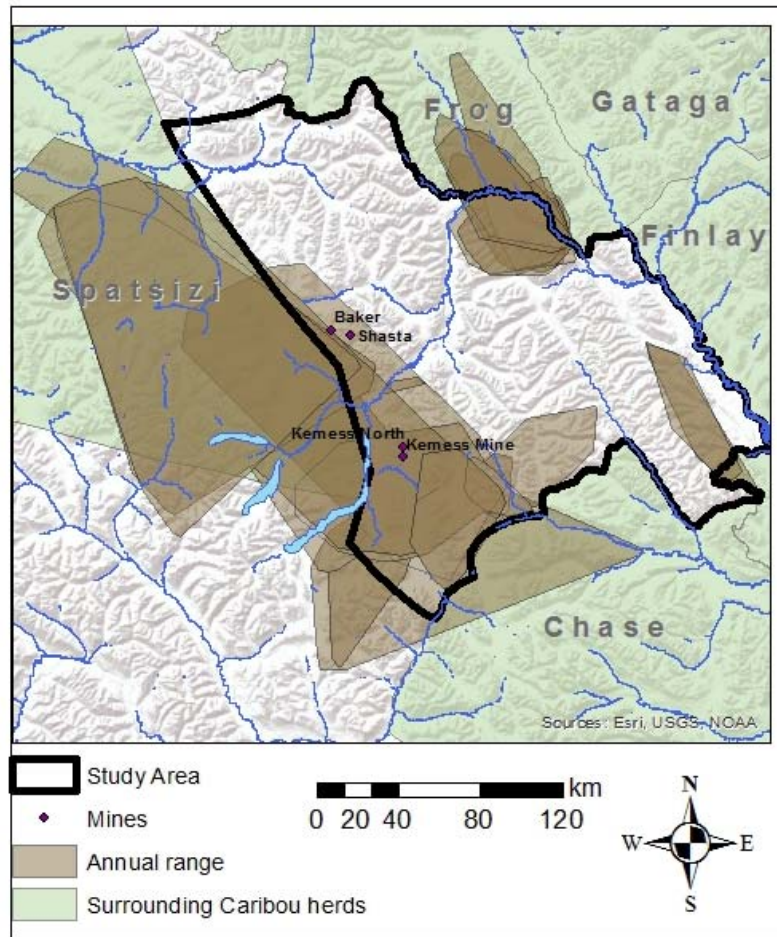 Frog
Gataga
Finlay
Spatsizi
Baker
Shasta
Kemess North
Kemess Mine
Chase
Sources: Esri, USGS, NOAA
Study Area
Mines
Annual range
Surrounding Caribou herds
km
0 20 40 80 120
N
W E
S